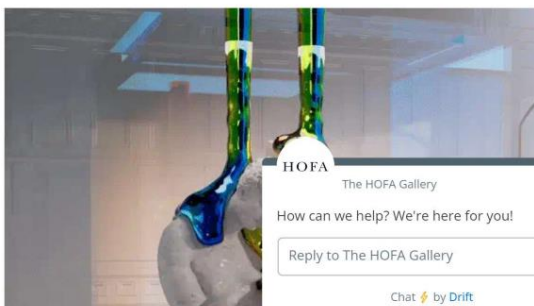 HOFA
The HOFA Gallery
How can we help? We're here for you!
Reply to The HOFA Gallery
Chat ⚡ by Drift